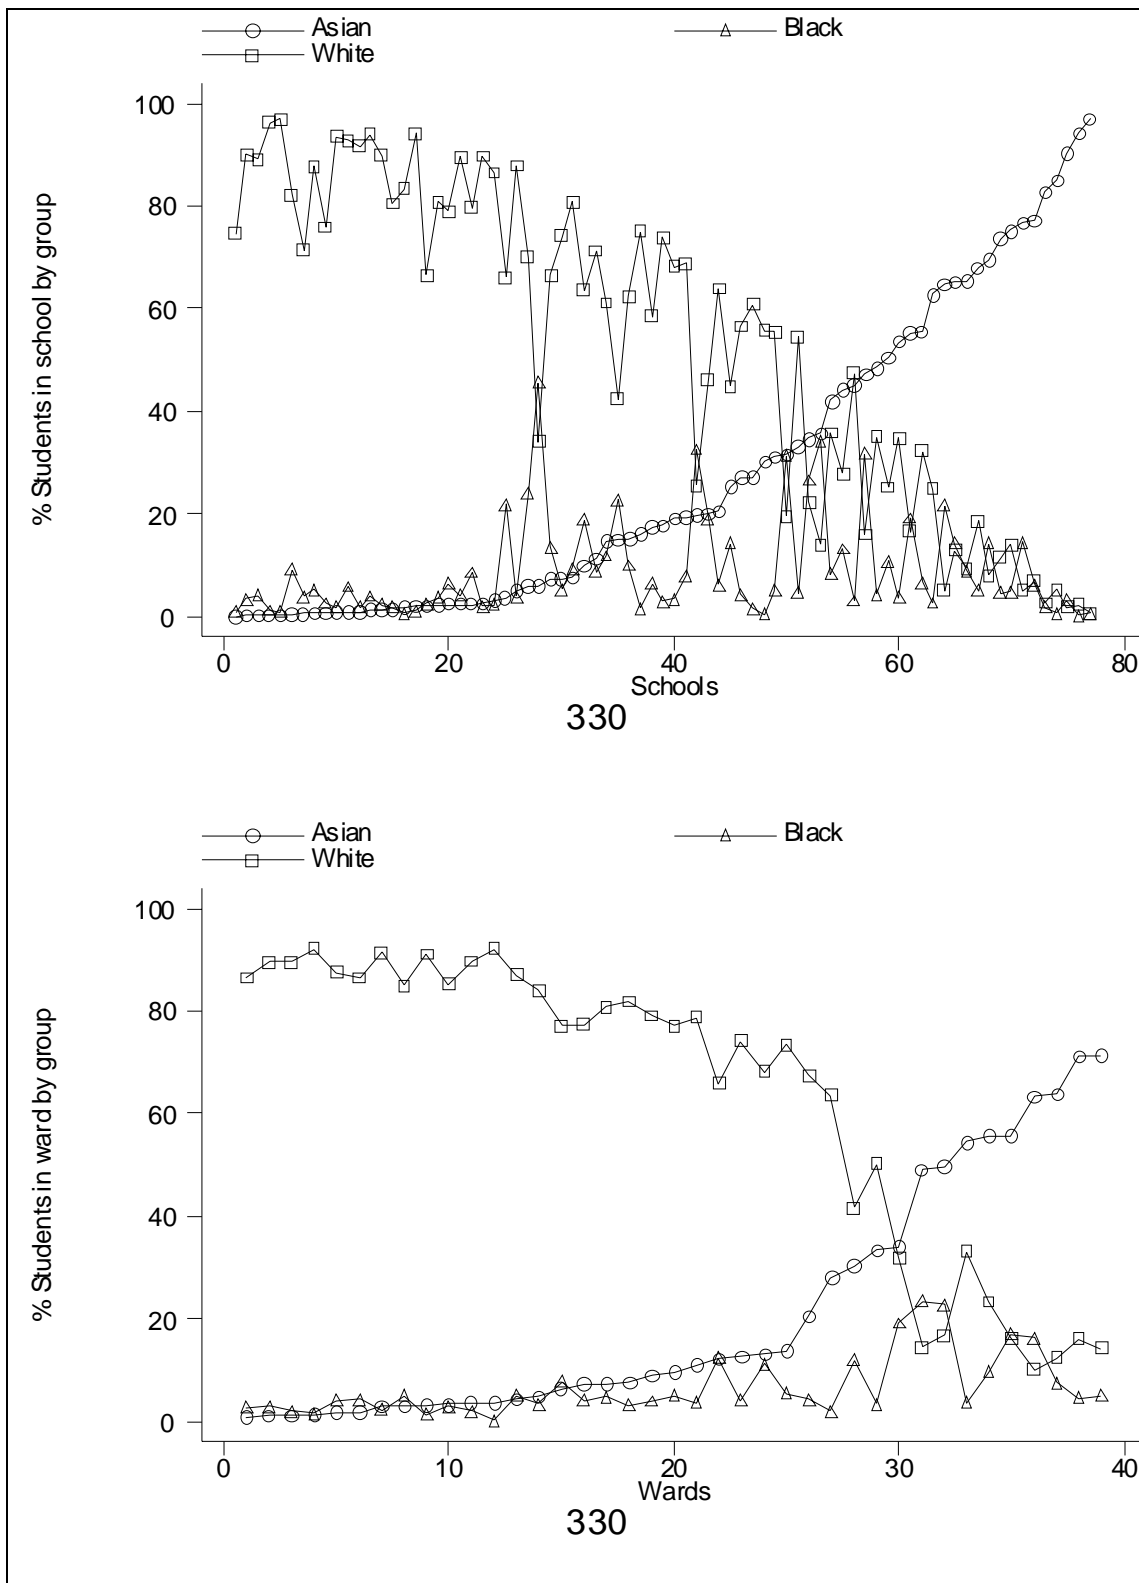 Asian Black
White
% Students in school by group
100
80
60
40
20
0
0 20 40 60 80
Schools
330
Asian Black
White
% Students in ward by group
100
80
60
40
20
0
0 10 20 30 40
Wards
330